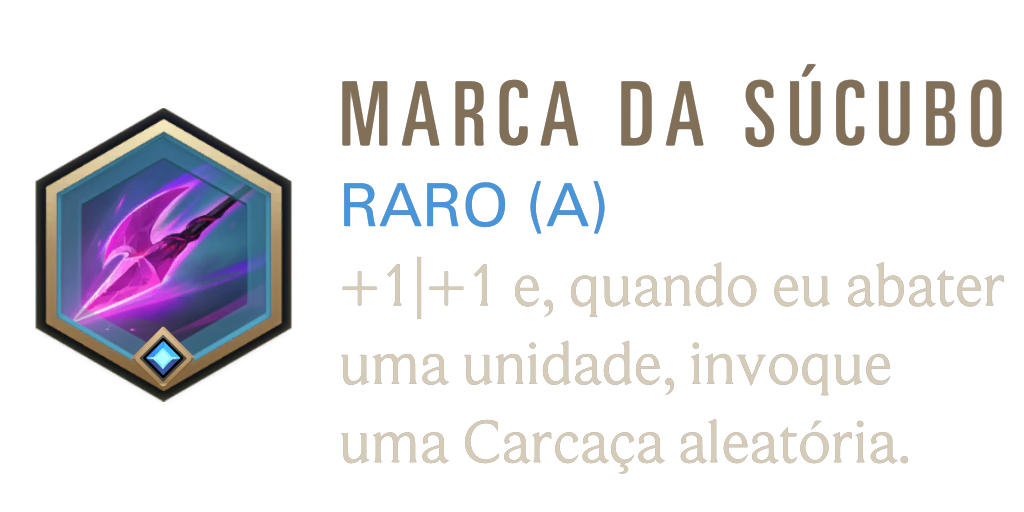 MARCA DA SÚCUBO
RARO (A)
+1|+1 e, quando eu abater
uma unidade, invoque
uma Carcaça aleatória.